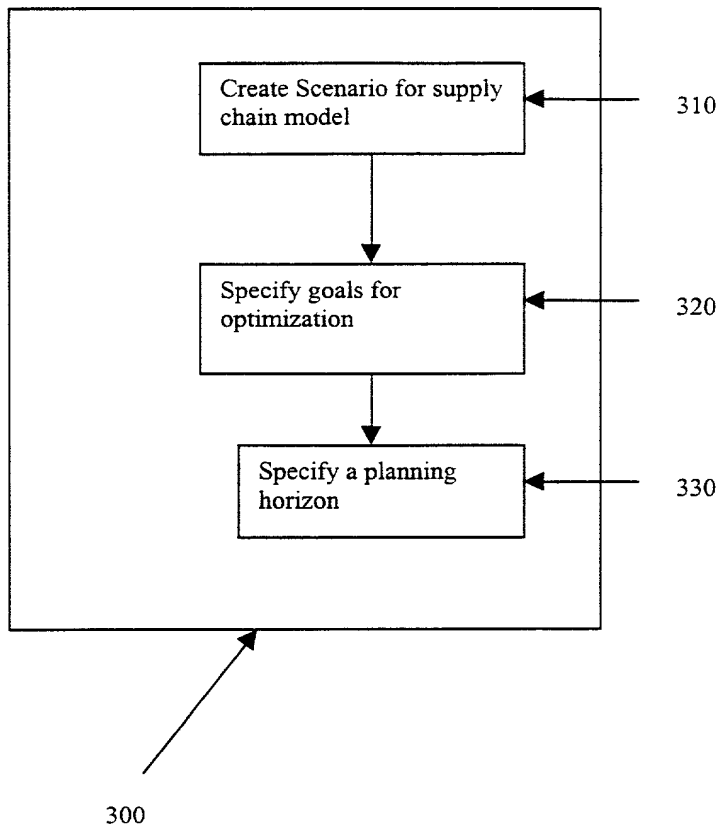 Create Scenario for supply
chain model
310
Specify goals for
optimization
320
Specify a planning
horizon
330
300